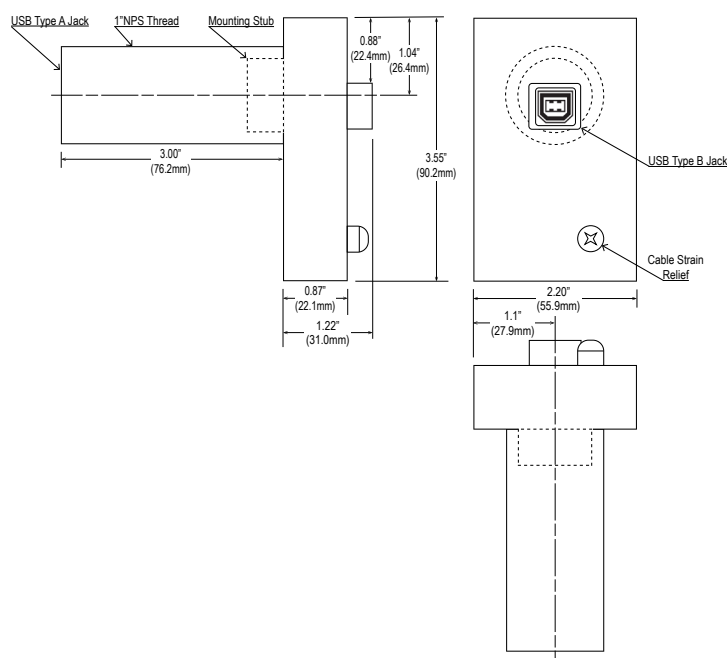 USB Type A Jack
1”NPS Thread
Mounting Stub
0.88”
(22.4mm)
1.04”
(26.4mm)
3.00”
(76.2mm)
3.55”
(90.2mm)
USB Type B Jack
Cable Strain
Relief
0.87”
(22.1mm)
1.22”
(31.0mm)
2.20”
(55.9mm)
1.1”
(27.9mm)